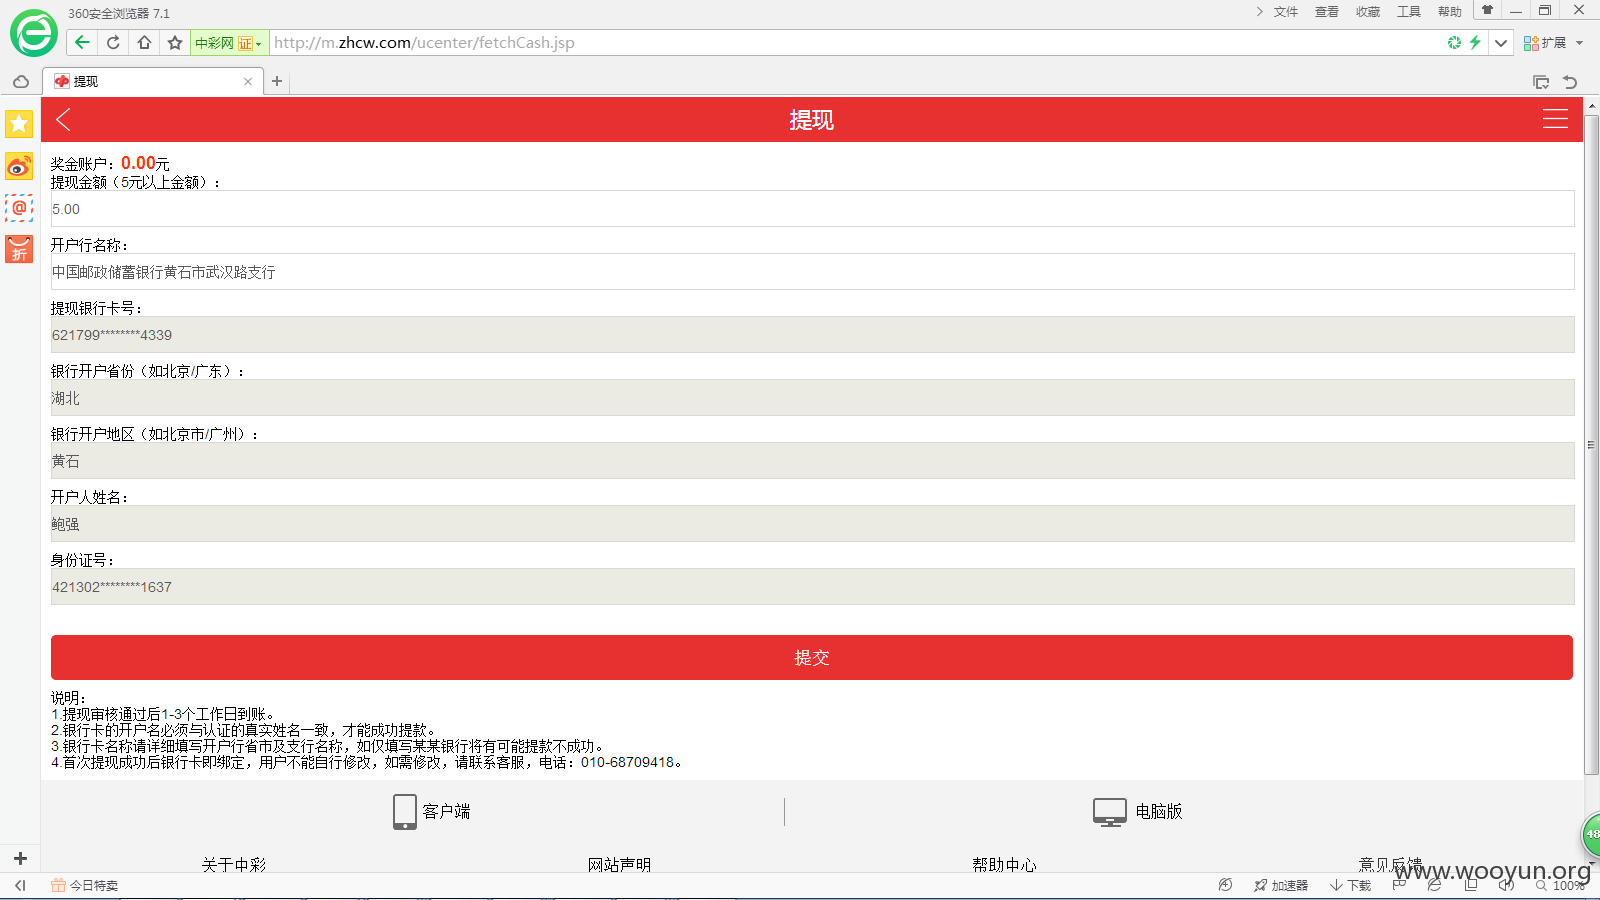 360安全浏览器 7.1
文件 查看 收藏 工具 帮助
中彩网 证 http://m.zhcw.com/ucenter/fetchCash.jsp 扩展
提现
@
折
提现
奖金账户：0.00元
提现金额（5元以上金额）：
5.00
开户行名称：
中国邮政储蓄银行黄石市武汉路支行
提现银行卡号：
621799********4339
银行开户省份（如北京/广东）：
湖北
银行开户地区（如北京市/广州）：
黄石
开户人姓名：
鲍强
身份证号：
421302********1637
提交
说明：
1.提现审核通过后1-3个工作日到账。
2.银行卡的开户名必须与认证的真实姓名一致，才能成功提款。
3.银行卡名称请详细填写开户行省市及支行名称，如仅填写某某银行将有可能提款不成功。
4.首次提现成功后银行卡即绑定，用户不能自行修改，如需修改，请联系客服，电话：010-68709418。
客户端 电脑版
48
关于中彩 网站声明 帮助中心 意见反馈
www.wooyun.org
今日特卖 加速器 下载 100%